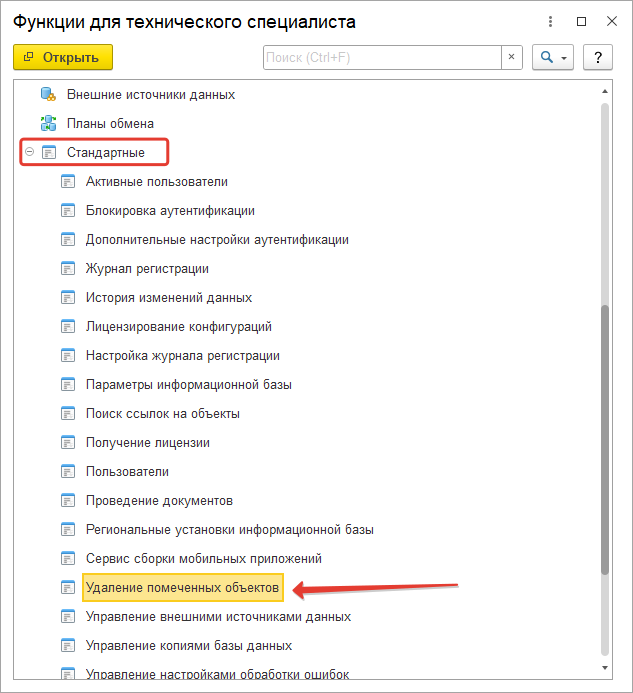 Функции для технического специалиста
Открыть
Поиск (Ctrl+F)
×
?
Внешние источники данных
Планы обмена
Стандартные
Активные пользователи
Блокировка аутентификации
Дополнительные настройки аутентификации
Журнал регистрации
История изменений данных
Лицензирование конфигураций
Настройка журнала регистрации
Параметры информационной базы
Поиск ссылок на объекты
Получение лицензии
Пользователи
Проведение документов
Региональные установки информационной базы
Сервис сборки мобильных приложений
Удаление помеченных объектов
Управление внешними источниками данных
Управление копиями базы данных
Управление настройками обработки ошибок